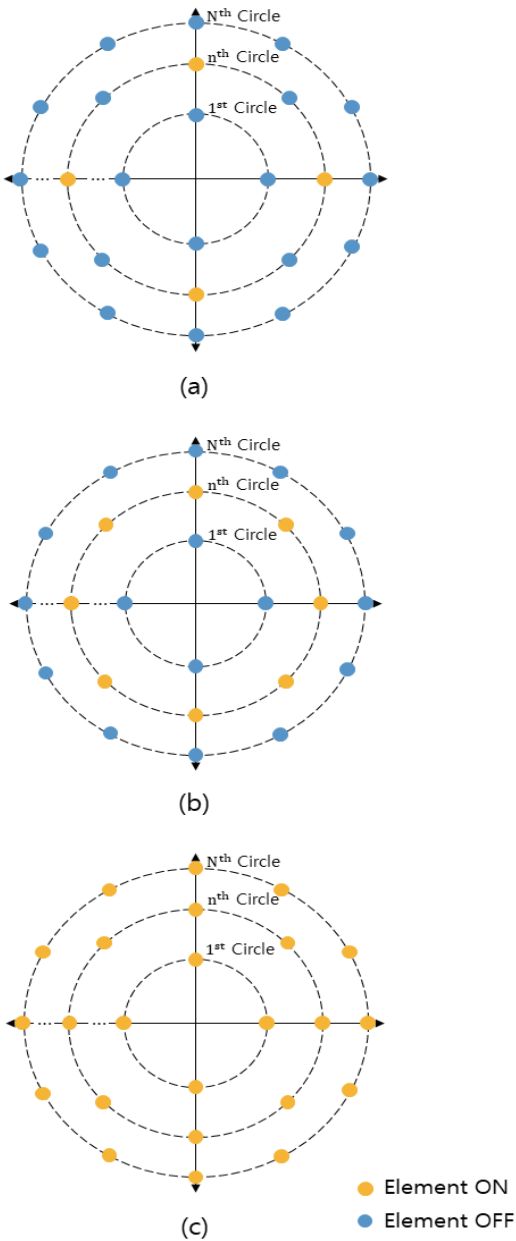 Nth Circle
nth Circle
1st Circle
... ...
(a)
Nth Circle
nth Circle
1st Circle
... ...
(b)
Nth Circle
nth Circle
1st Circle
... ...
(c)
Element ON
Element OFF